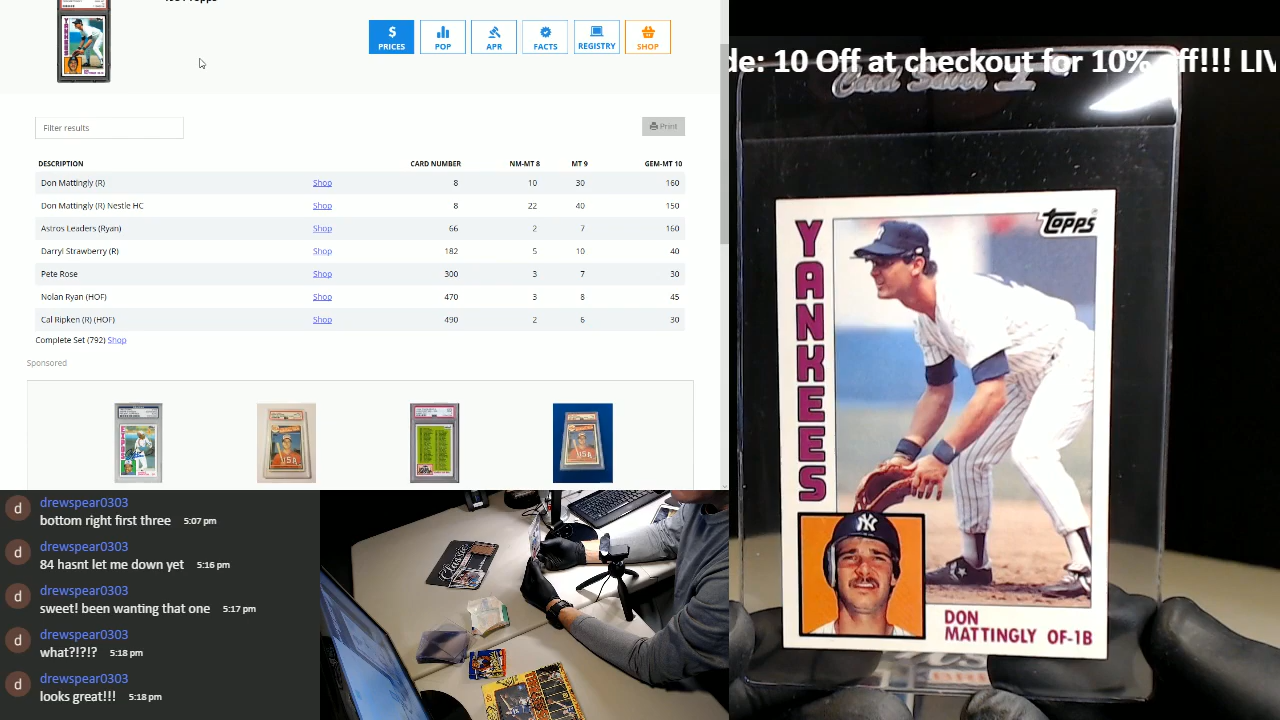 $
PRICES
POP
APR
FACTS
REGISTRY
SHOP
Filter results
Print
DESCRIPTION CARD NUMBER NM-MT 8 MT 9 GEM-MT 10
Don Mattingly (R) Shop 8 10 30 160
Don Mattingly (R) Nestle HC Shop 8 22 40 150
Astros Leaders (Ryan) Shop 66 2 7 160
Darryl Strawberry (R) Shop 182 5 10 40
Pete Rose Shop 300 3 7 30
Nolan Ryan (HOF) Shop 470 3 8 45
Cal Ripken (R) (HOF) Shop 490 2 6 30
Complete Set (792) Shop
Sponsored
d
drewspear0303
bottom right first three 5:07 pm
d
drewspear0303
84 hasnt let me down yet 5:16 pm
d
drewspear0303
sweet! been wanting that one 5:17 pm
d
drewspear0303
what?!?!? 5:18 pm
d
drewspear0303
looks great!!! 5:18 pm
de: 10 Off at checkout for 10% off!!! LIV
Card Saver 1
Topps
YANKEES
NY
DON
MATTINGLY OF-1B